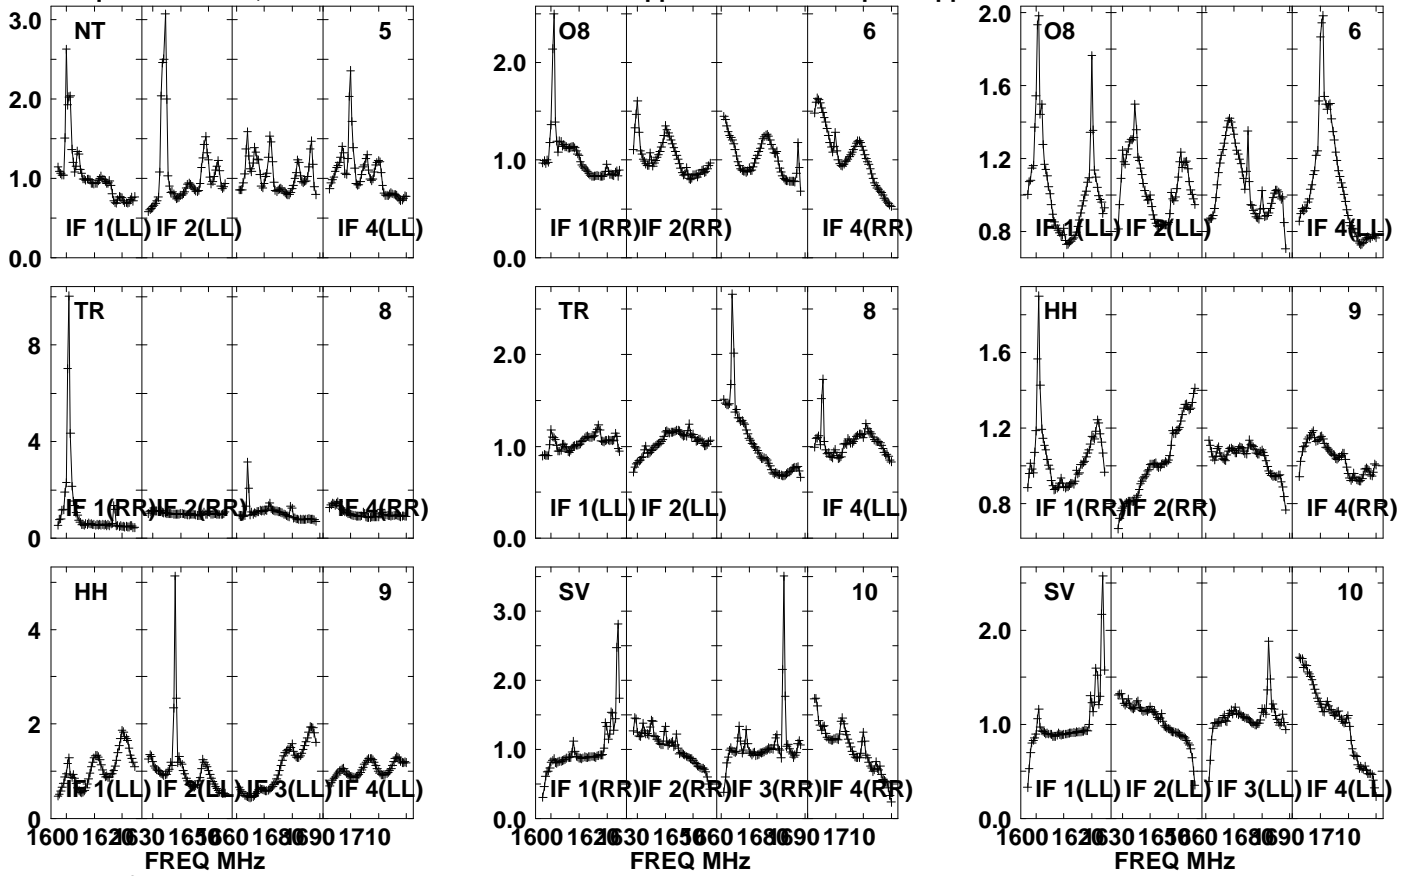 NT 5
3.0
2.0
1.0
0.0
IF 1(LL) IF 2(LL) IF 4(LL)
O8 6
2.0
1.0
0.0
IF 1(RR) IF 2(RR) IF 4(RR)
O8 6
2.0
1.6
1.2
0.8
IF 1(LL) IF 2(LL) IF 4(LL)
TR 8
8
4
0
IF 1(RR) IF 2(RR) IF 4(RR)
TR 8
2.0
1.0
0.0
IF 1(LL) IF 2(LL) IF 4(LL)
HH 9
1.6
1.2
0.8
IF 1(RR) IF 2(RR) IF 4(RR)
HH 9
4
2
0
IF 1(LL) IF 2(LL) IF 3(LL) IF 4(LL)
1600 1620 1630 1650 1660 1680 1690 1710
FREQ MHz
SV 10
3.0
2.0
1.0
0.0
IF 1(RR) IF 2(RR) IF 3(RR) IF 4(RR)
1600 1620 1630 1650 1660 1680 1690 1710
FREQ MHz
SV 10
2.0
1.0
0.0
IF 1(LL) IF 2(LL) IF 3(LL) IF 4(LL)
1600 1620 1630 1650 1660 1680 1690 1710
FREQ MHz